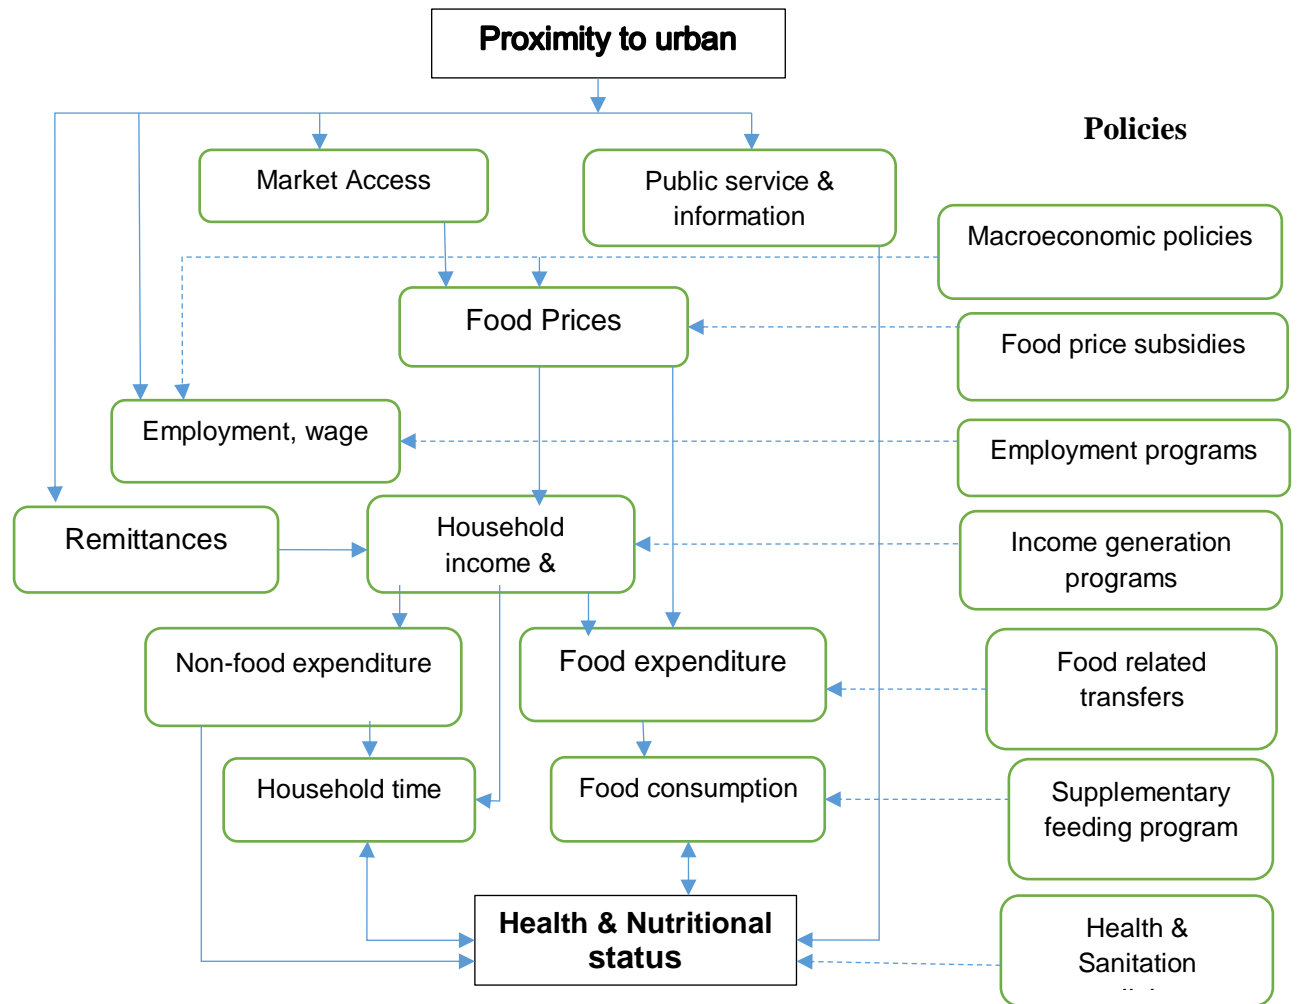 Proximity to urban
Policies
Market Access
Public service &
information
Macroeconomic policies
Food Prices
Food price subsidies
Employment, wage
Employment programs
Remittances
Household
income &
Income generation
programs
Non-food expenditure
Food expenditure
Food related
transfers
Household time
Food consumption
Supplementary
feeding program
Health & Nutritional
status
Health &
Sanitation